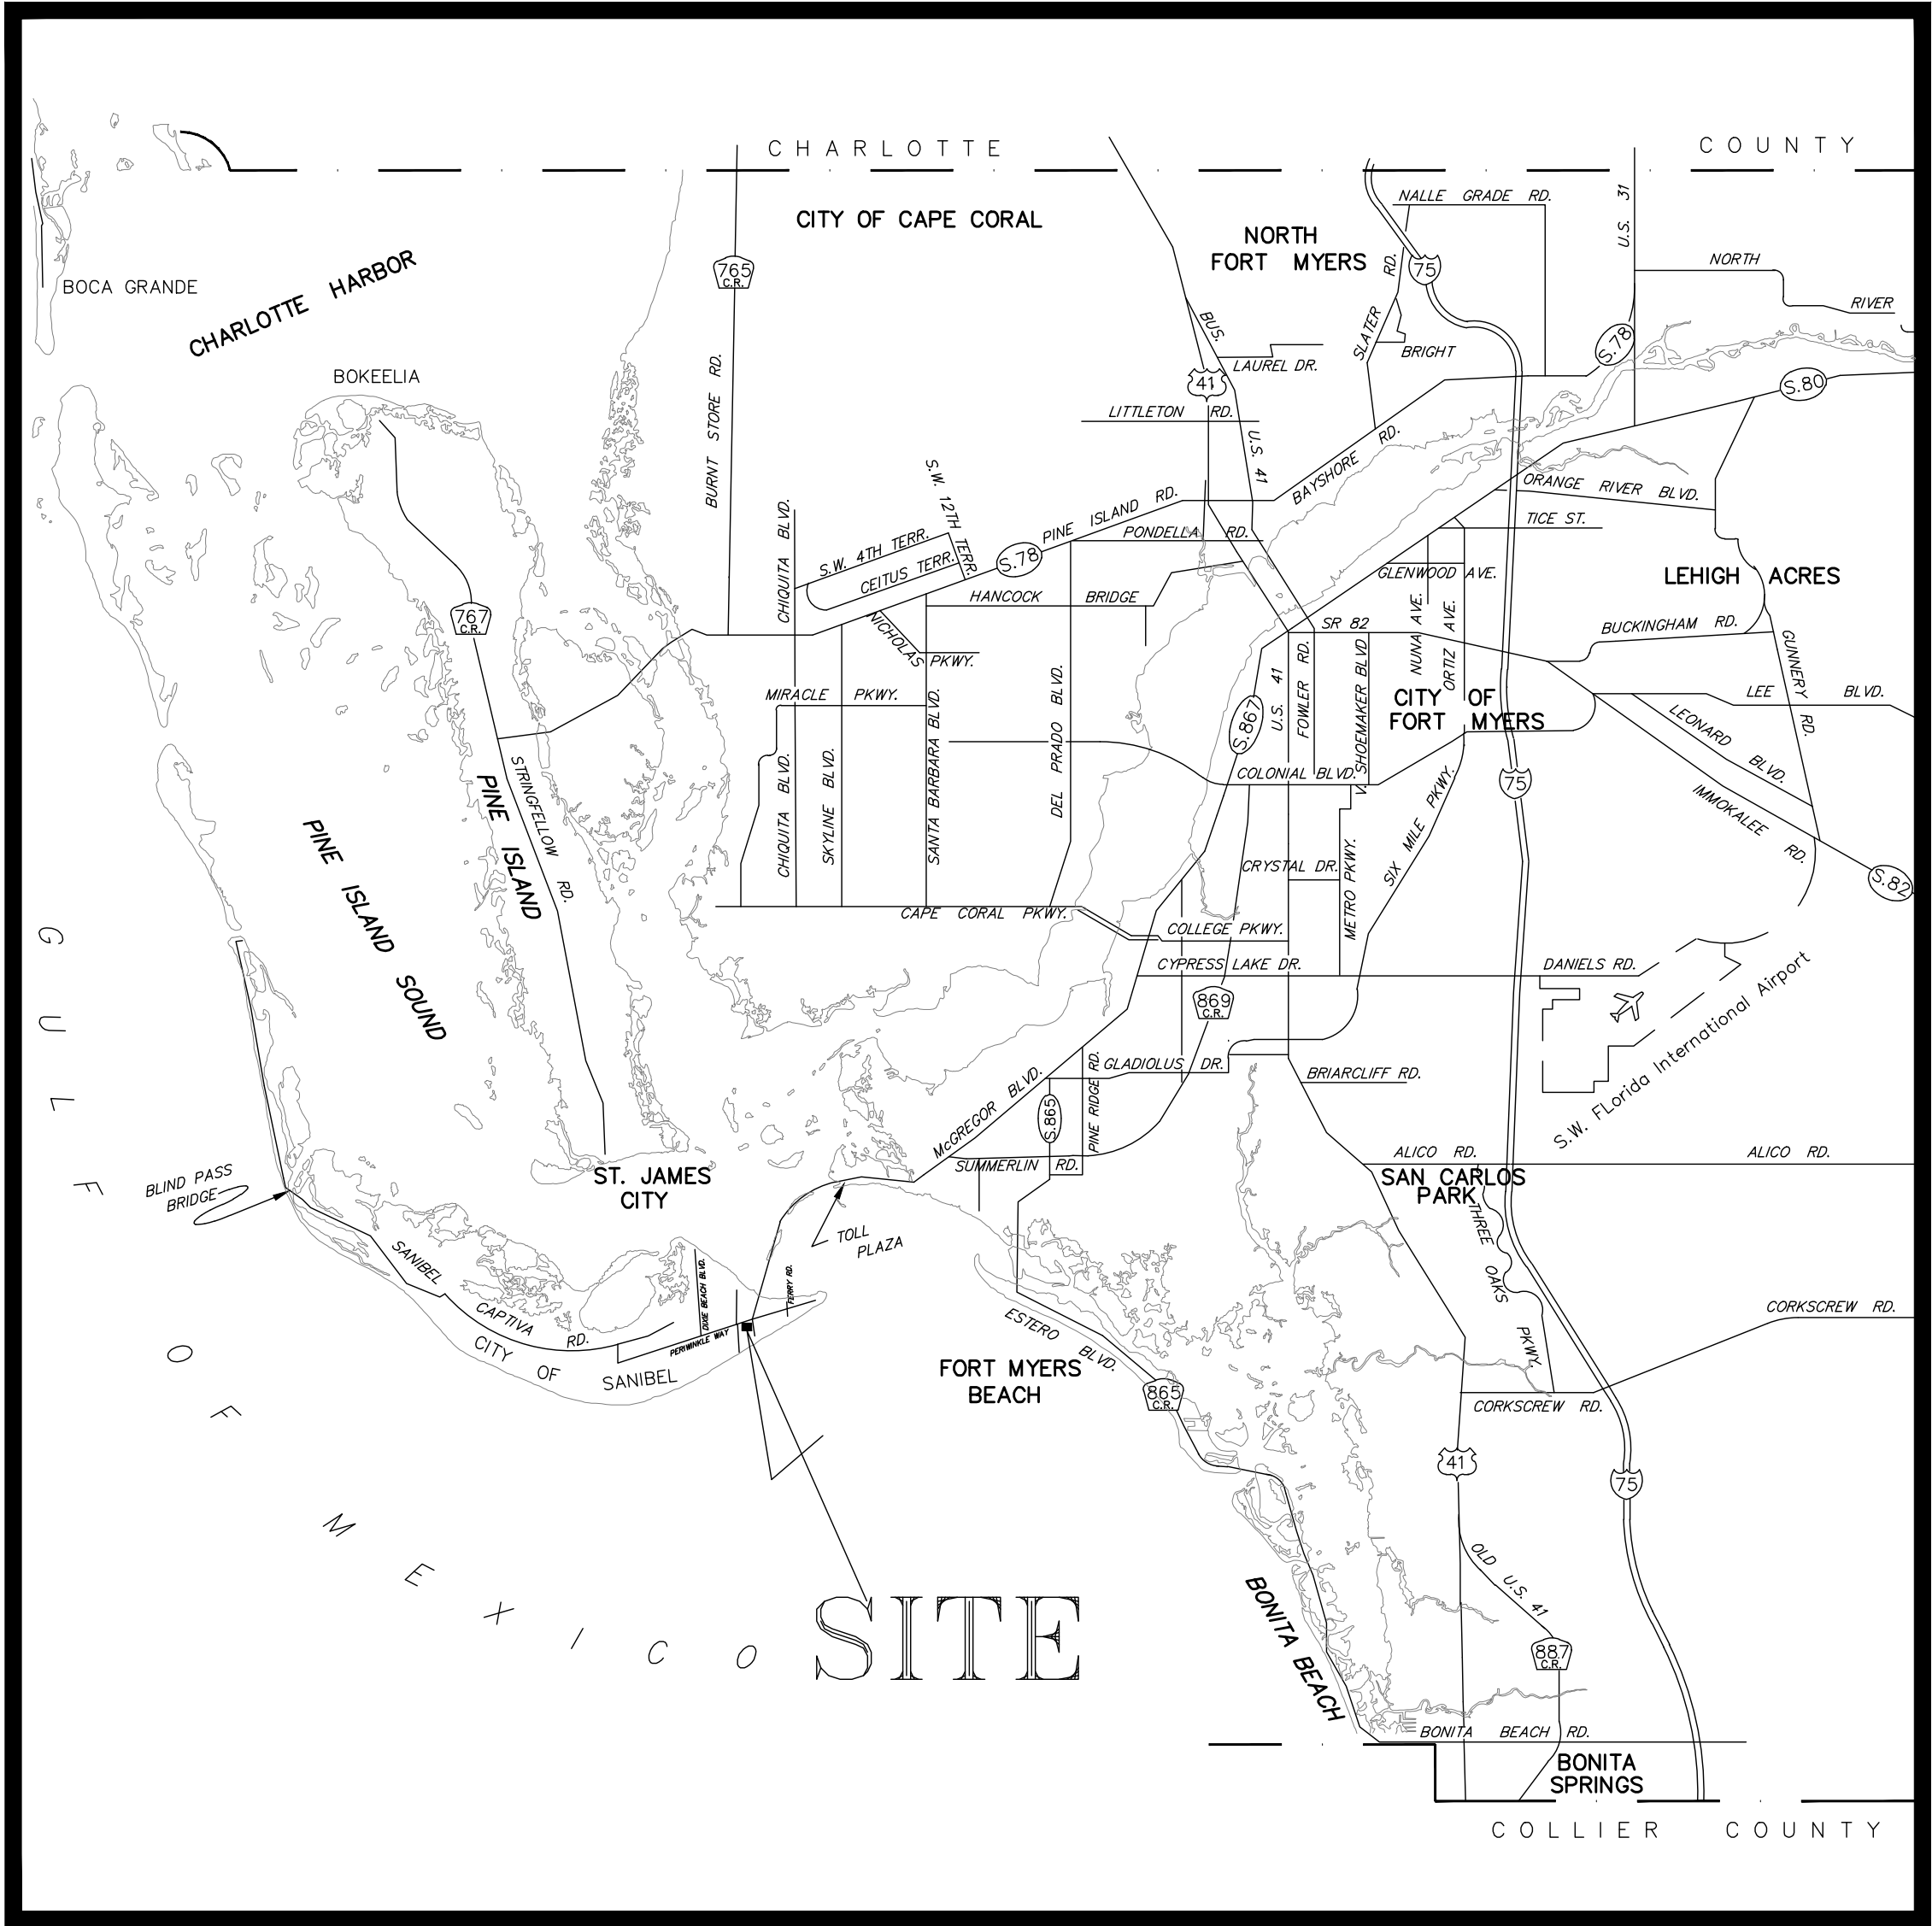 CHARLOTTE COUNTY
CITY OF CAPE CORAL
NORTH
FORT MYERS
NALLE GRADE RD.
U.S. 31
NORTH
RIVER
765
C.R.
75
BOCA GRANDE
CHARLOTTE HARBOR
SLATER RD.
BRIGHT
BUS.
41
LAUREL DR.
S.78
S.80
BOKEELIA
BURNT STORE RD.
LITTLETON RD.
U.S. 41
BAYSHORE RD.
ORANGE RIVER BLVD.
TICE ST.
CHIQUITA BLVD.
S.W. 12TH TERR.
S.W. 4TH TERR.
CEITUS TERR.
S.78
PINE ISLAND RD.
PONDELLA RD.
GLENWOOD AVE.
LEHIGH ACRES
767
C.R.
HANCOCK BRIDGE
NICHOLAS PKWY.
SR 82
NUNA AVE.
ORTIZ AVE.
BUCKINGHAM RD.
GUNNERY RD.
MIRACLE PKWY.
DEL PRADO BLVD.
S.867
U.S. 41
FOWLER RD.
V. SHOEMAKER BLVD
CITY OF
FORT MYERS
LEE BLVD.
LEONARD BLVD.
IMMOKALEE RD.
S.82
CHIQUITA BLVD.
SKYLINE BLVD.
SANTA BARBARA BLVD.
COLONIAL BLVD.
75
STRINGFELLOW RD.
PINE ISLAND
PINE ISLAND SOUND
CRYSTAL DR.
METRO PKWY.
SIX MILE PKWY.
CAPE CORAL PKWY.
COLLEGE PKWY.
CYPRESS LAKE DR.
DANIELS RD.
869
C.R.
S.W. FLorida International Airport
GLADIOLUS DR.
BRIARCLIFF RD.
McGREGOR BLVD.
S.865
PINE RIDGE RD.
SUMMERLIN RD.
ALICO RD.
ALICO RD.
SAN CARLOS
PARK
THREE OAKS PKWY.
BLIND PASS
BRIDGE
ST. JAMES
CITY
TOLL
PLAZA
SANIBEL CAPTIVA RD.
DIXIE BEACH BLVD.
FERRY RD.
PERIWINKLE WAY
CITY OF SANIBEL
ESTERO BLVD.
CORKSCREW RD.
FORT MYERS
BEACH
865
C.R.
CORKSCREW RD.
41
75
GULF OF MEXICO
SITE
OLD U.S. 41
887
C.R.
BONITA BEACH
BONITA BEACH RD.
BONITA
SPRINGS
COLLIER COUNTY